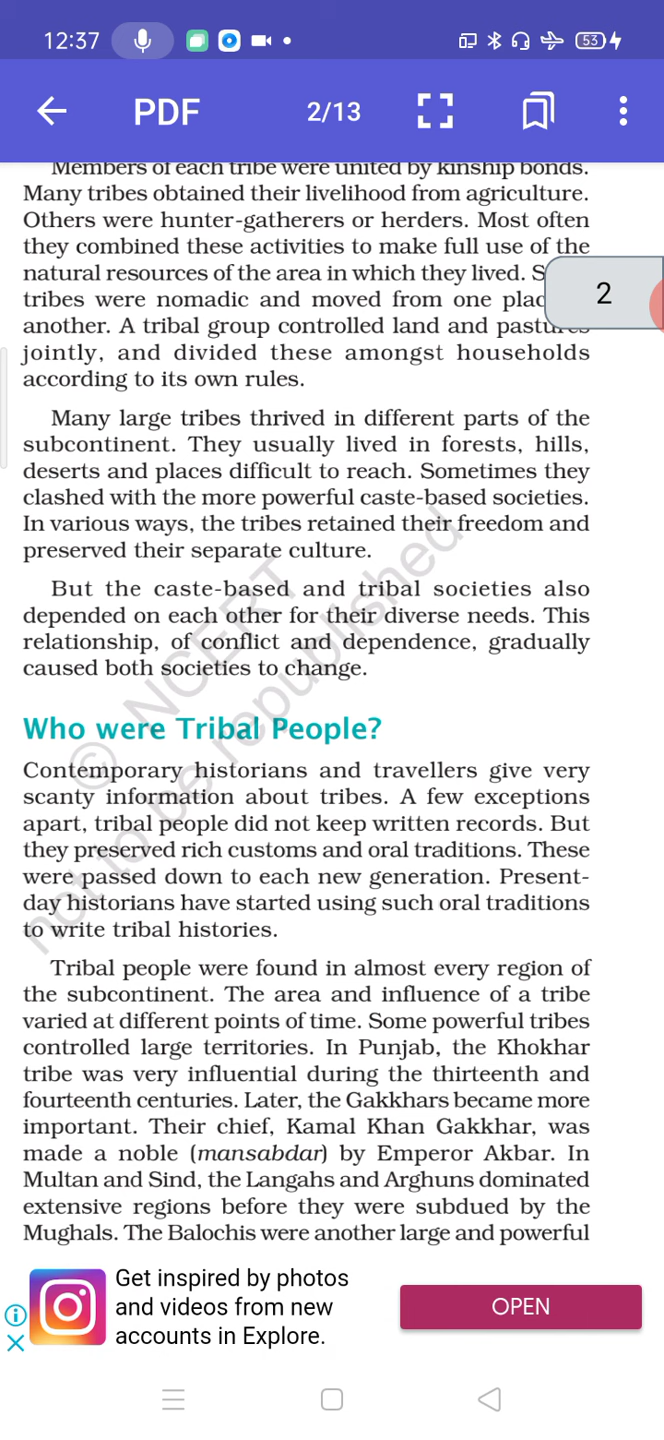 12:37
53
PDF
2/13
Members of each tribe were united by kinship bonds.
Many tribes obtained their livelihood from agriculture.
Others were hunter-gatherers or herders. Most often
they combined these activities to make full use of the
natural resources of the area in which they lived. S
tribes were nomadic and moved from one plac
2
another. A tribal group controlled land and pastures
jointly, and divided these amongst households
according to its own rules.
Many large tribes thrived in different parts of the
subcontinent. They usually lived in forests, hills,
deserts and places difficult to reach. Sometimes they
clashed with the more powerful caste-based societies.
In various ways, the tribes retained their freedom and
preserved their separate culture.
But the caste-based and tribal societies also
depended on each other for their diverse needs. This
relationship, of conflict and dependence, gradually
caused both societies to change.
© NCERT
not to be republished
Who were Tribal People?
Contemporary historians and travellers give very
scanty information about tribes. A few exceptions
apart, tribal people did not keep written records. But
they preserved rich customs and oral traditions. These
were passed down to each new generation. Present-
day historians have started using such oral traditions
to write tribal histories.
Tribal people were found in almost every region of
the subcontinent. The area and influence of a tribe
varied at different points of time. Some powerful tribes
controlled large territories. In Punjab, the Khokhar
tribe was very influential during the thirteenth and
fourteenth centuries. Later, the Gakkhars became more
important. Their chief, Kamal Khan Gakkhar, was
made a noble (mansabdar) by Emperor Akbar. In
Multan and Sind, the Langahs and Arghuns dominated
extensive regions before they were subdued by the
Mughals. The Balochis were another large and powerful
Get inspired by photos
and videos from new
accounts in Explore.
OPEN